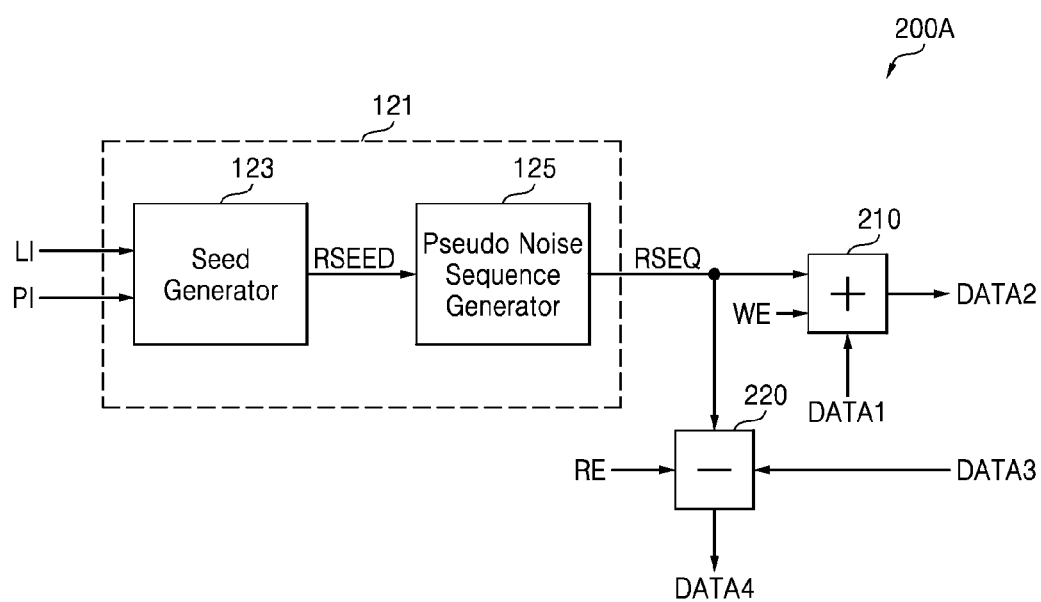 200A
121
123
125
LI
PI
Seed
Generator
RSEED
Pseudo Noise
Sequence
Generator
RSEQ
210
+
WE
DATA2
DATA1
220
RE
−
DATA3
DATA4